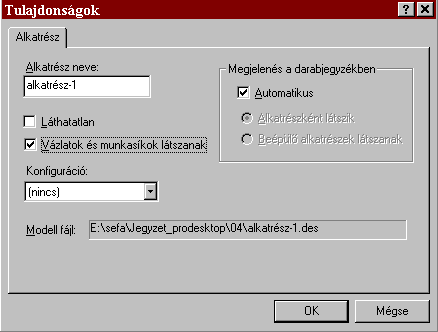 Tulajdonságok
Alkatrész
Alkatrész neve:
alkatrész-1
Láthatatlan
Vázlatok és munkasíkok látszanak
Konfiguráció:
(nincs)
Megjelenés a darabjegyzékben
Automatikus
Alkatrészként látszik
Beépülő alkatrészek látszanak
Modell fájl:
E:\sefa\Jegyzet_prodesktop\04\alkatrész-1.des
OK
Mégse